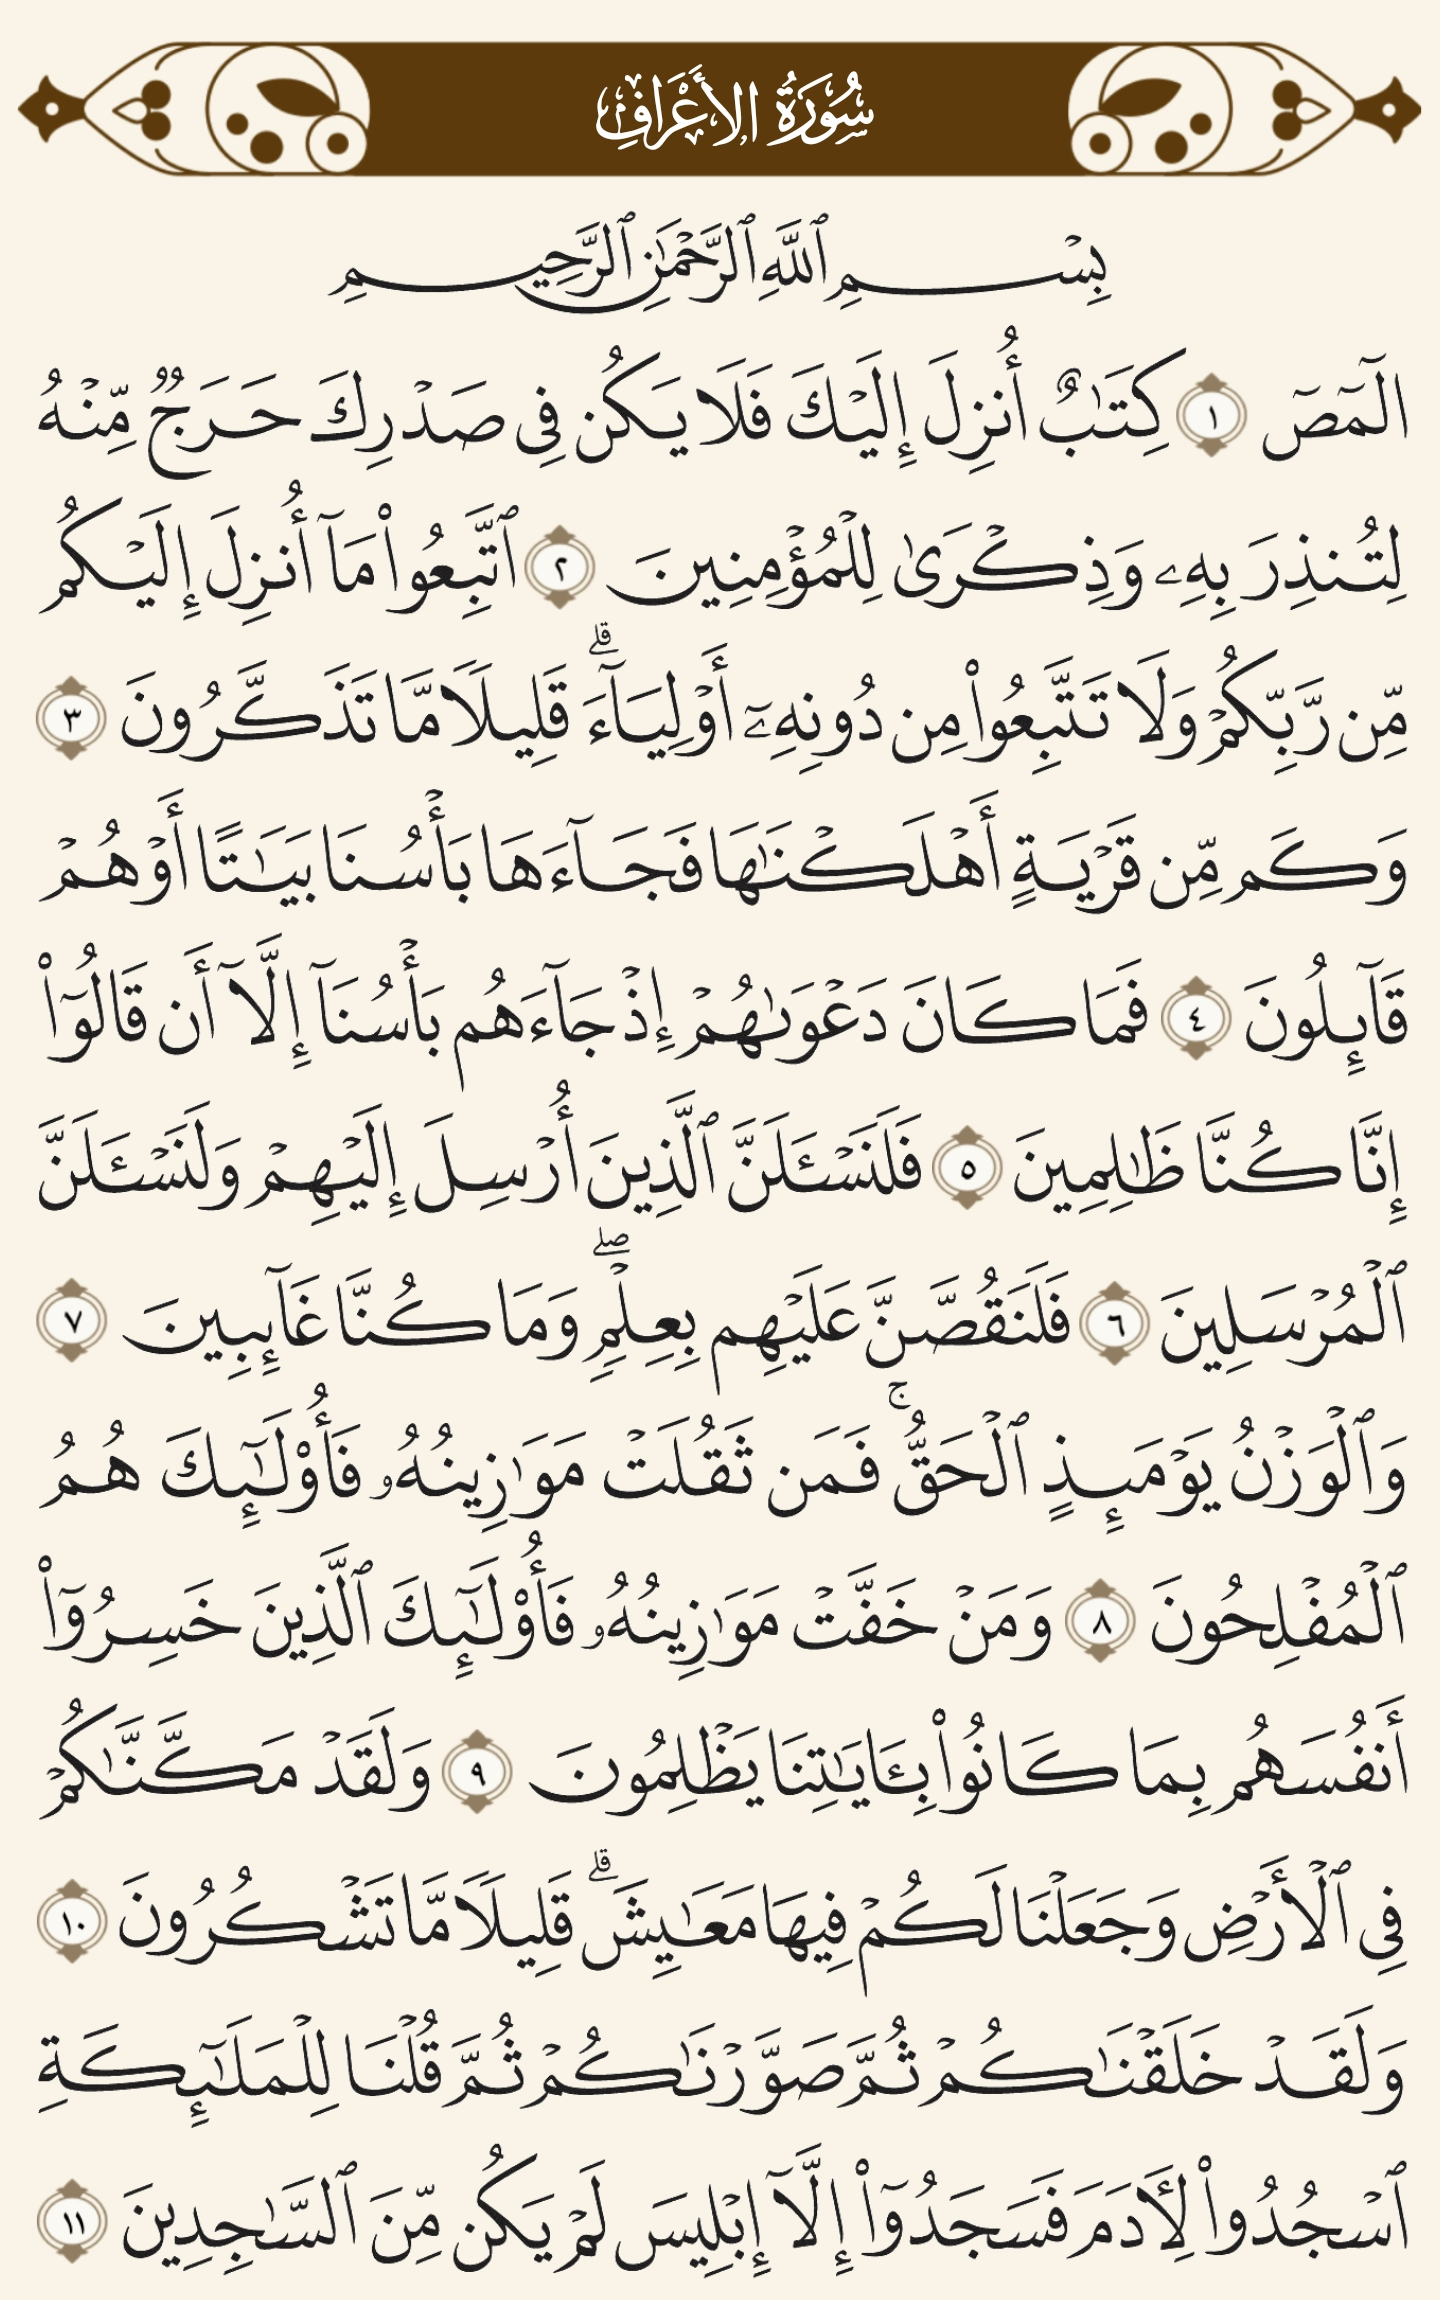 سُورَةُ الأَعْرَافِ
بِسْمِ ٱللَّهِ ٱلرَّحْمَٰنِ ٱلرَّحِيمِ
الٓمٓصٓ ١ كِتَٰبٌ أُنزِلَ إِلَيْكَ فَلَا يَكُن فِى صَدْرِكَ حَرَجٌ مِّنْهُ
لِتُنذِرَ بِهِۦ وَذِكْرَىٰ لِلْمُؤْمِنِينَ ٢ ٱتَّبِعُوا۟ مَآ أُنزِلَ إِلَيْكُم
مِّن رَّبِّكُمْ وَلَا تَتَّبِعُوا۟ مِن دُونِهِۦٓ أَوْلِيَآءَ ۗ قَلِيلًا مَّا تَذَكَّرُونَ ٣
وَكَم مِّن قَرْيَةٍ أَهْلَكْنَٰهَا فَجَآءَهَا بَأْسُنَا بَيَٰتًا أَوْ هُمْ
قَآئِلُونَ ٤ فَمَا كَانَ دَعْوَىٰهُمْ إِذْ جَآءَهُم بَأْسُنَآ إِلَّآ أَن قَالُوٓا۟
إِنَّا كُنَّا ظَٰلِمِينَ ٥ فَلَنَسْـَٔلَنَّ ٱلَّذِينَ أُرْسِلَ إِلَيْهِمْ وَلَنَسْـَٔلَنَّ
ٱلْمُرْسَلِينَ ٦ فَلَنَقُصَّنَّ عَلَيْهِم بِعِلْمٍ ۖ وَمَا كُنَّا غَآئِبِينَ ٧
وَٱلْوَزْنُ يَوْمَئِذٍ ٱلْحَقُّ ۚ فَمَن ثَقُلَتْ مَوَٰزِينُهُۥ فَأُو۟لَٰٓئِكَ هُمُ
ٱلْمُفْلِحُونَ ٨ وَمَنْ خَفَّتْ مَوَٰزِينُهُۥ فَأُو۟لَٰٓئِكَ ٱلَّذِينَ خَسِرُوٓا۟
أَنفُسَهُم بِمَا كَانُوا۟ بِـَٔايَٰتِنَا يَظْلِمُونَ ٩ وَلَقَدْ مَكَّنَّٰكُمْ
فِى ٱلْأَرْضِ وَجَعَلْنَا لَكُمْ فِيهَا مَعَٰيِشَ ۗ قَلِيلًا مَّا تَشْكُرُونَ ١٠
وَلَقَدْ خَلَقْنَٰكُمْ ثُمَّ صَوَّرْنَٰكُمْ ثُمَّ قُلْنَا لِلْمَلَٰٓئِكَةِ
ٱسْجُدُوا۟ لِـَٔادَمَ فَسَجَدُوٓا۟ إِلَّآ إِبْلِيسَ لَمْ يَكُن مِّنَ ٱلسَّٰجِدِينَ ١١